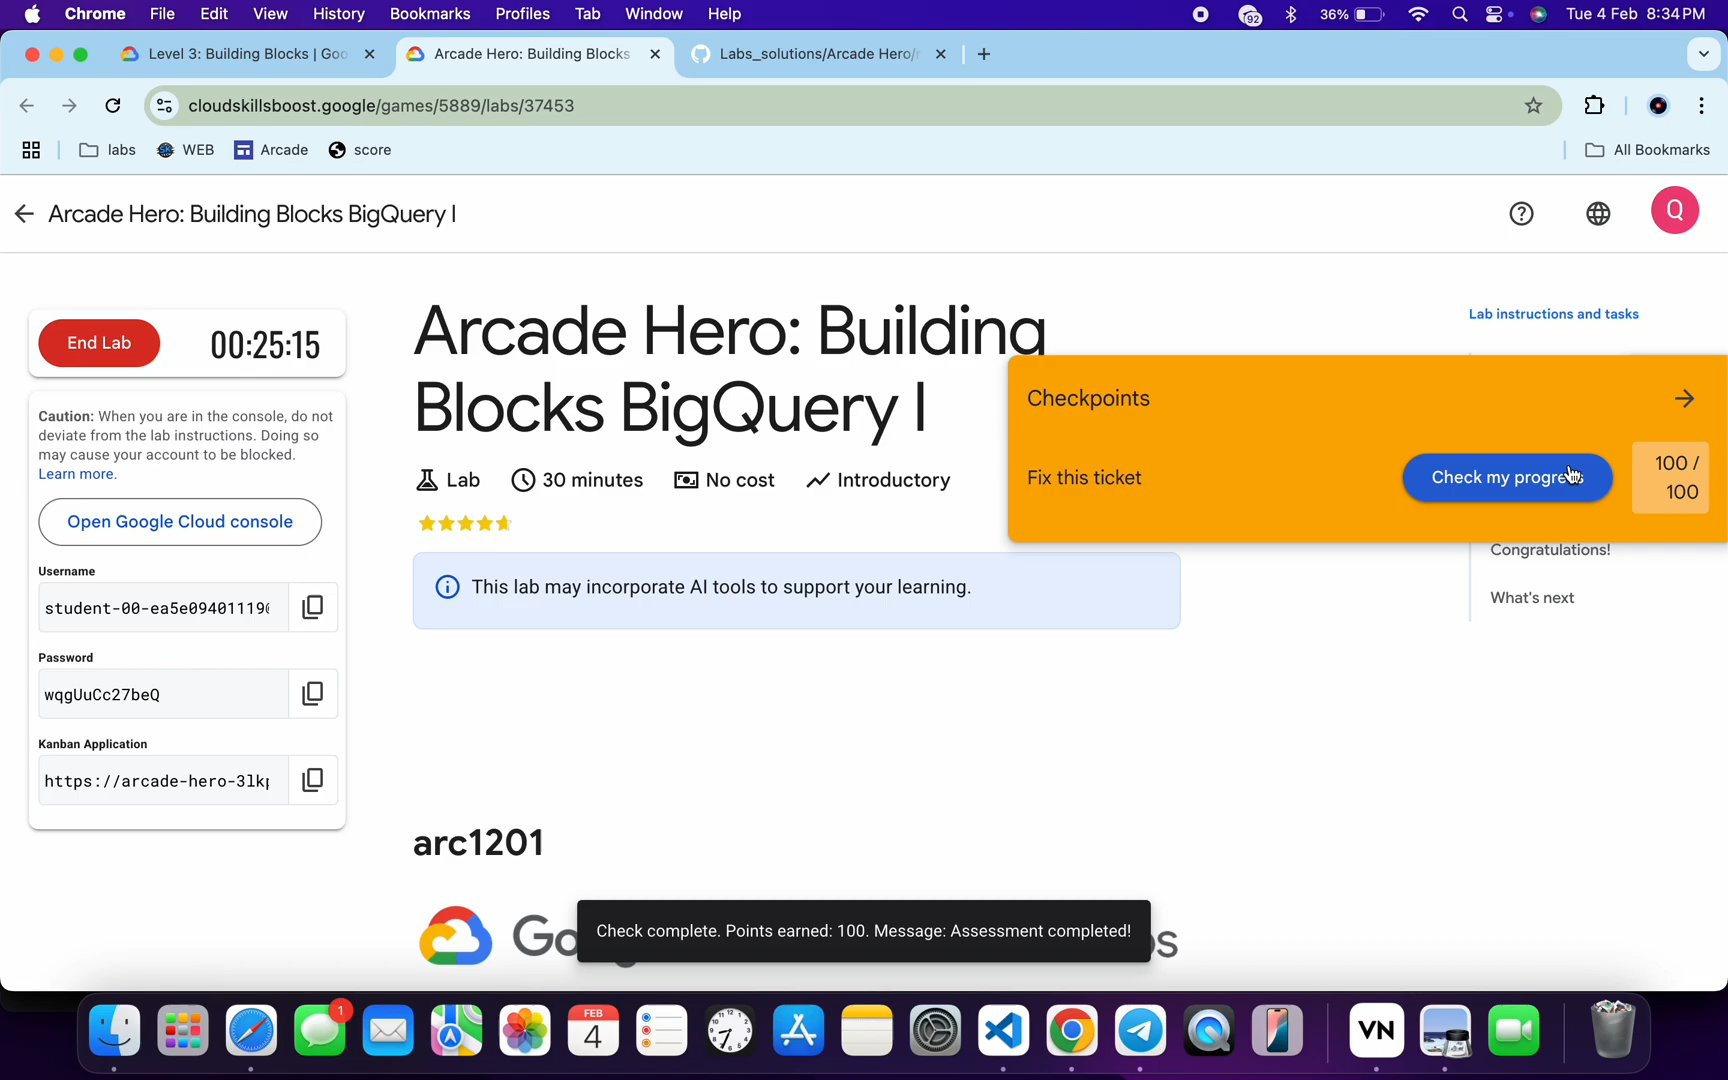 Chrome File Edit View History Bookmarks Profiles Tab Window Help
92 36% Tue 4 Feb 8:34 PM
Level 3: Building Blocks | Goo
Arcade Hero: Building Blocks
Labs_solutions/Arcade Hero/
cloudskillsboost.google/games/5889/labs/37453
labs WEB Arcade score All Bookmarks
Arcade Hero: Building Blocks BigQuery I
Q
End Lab 00:25:15
Caution: When you are in the console, do not
deviate from the lab instructions. Doing so
may cause your account to be blocked.
Learn more.
Open Google Cloud console
Username
student-00-ea5e09401119
Password
wqgUuCc27beQ
Kanban Application
https://arcade-hero-3lk
Arcade Hero: Building
Blocks BigQuery I
Lab 30 minutes No cost Introductory
This lab may incorporate AI tools to support your learning.
arc1201
Lab instructions and tasks
Checkpoints
Fix this ticket
Check my progres
100 /
100
Congratulations!
What's next
Check complete. Points earned: 100. Message: Assessment completed!
1
FEB
4
VN